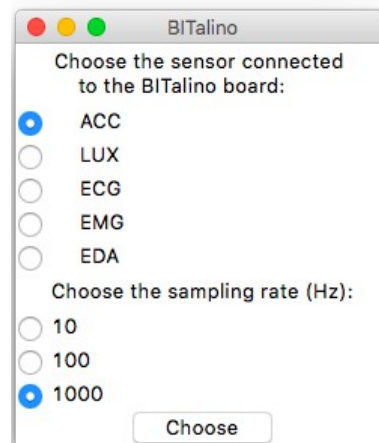 BITalino
Choose the sensor connected
to the BITalino board:
ACC
LUX
ECG
EMG
EDA
Choose the sampling rate (Hz):
10
100
1000
Choose